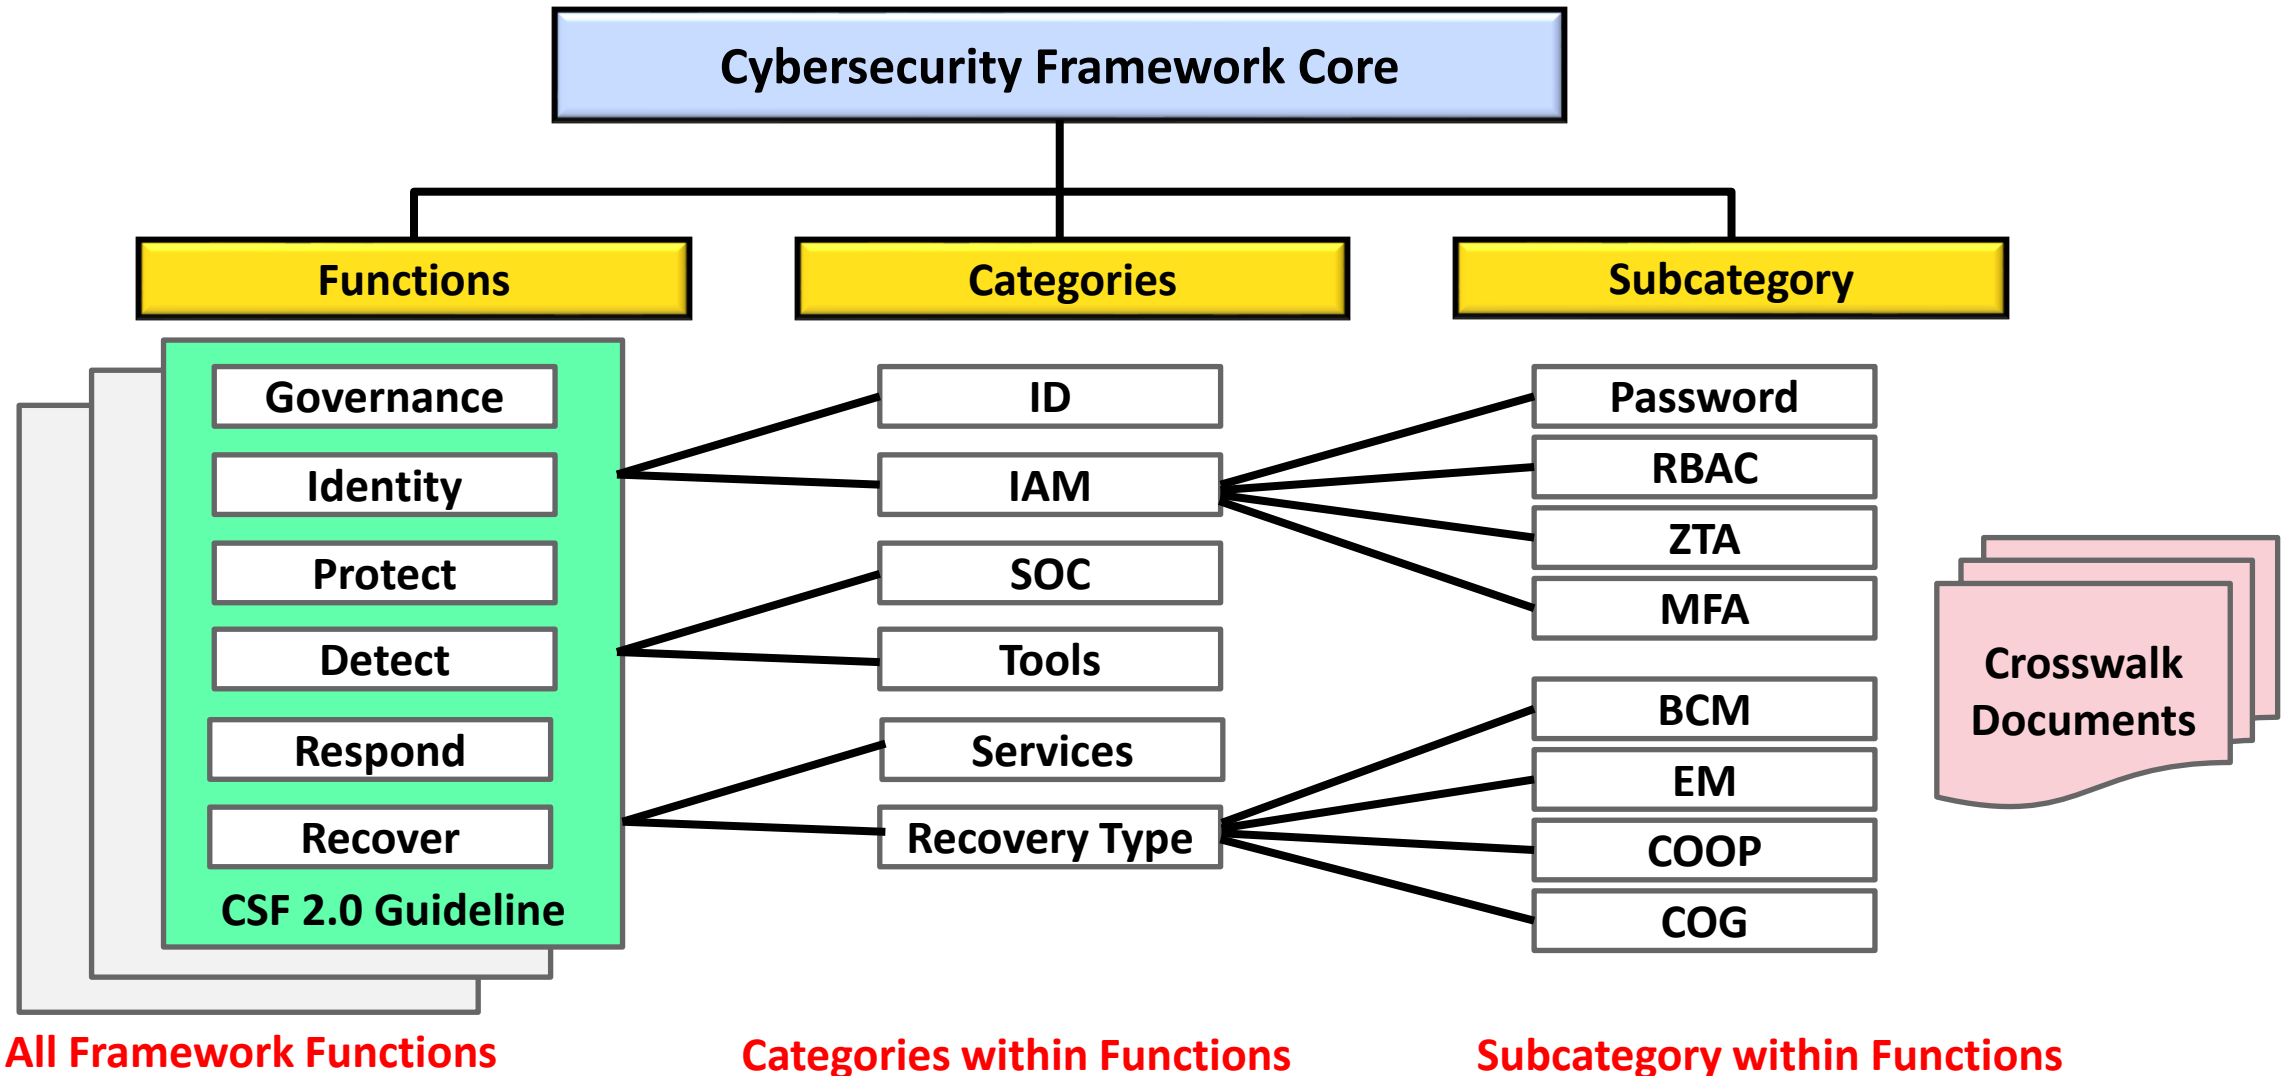 Cybersecurity Framework Core
Functions
Categories
Subcategory
Governance
Identity
Protect
Detect
Respond
Recover
CSF 2.0 Guideline
ID
IAM
SOC
Tools
Services
Recovery Type
Password
RBAC
ZTA
MFA
BCM
EM
COOP
COG
Crosswalk
Documents
All Framework Functions
Categories within Functions
Subcategory within Functions